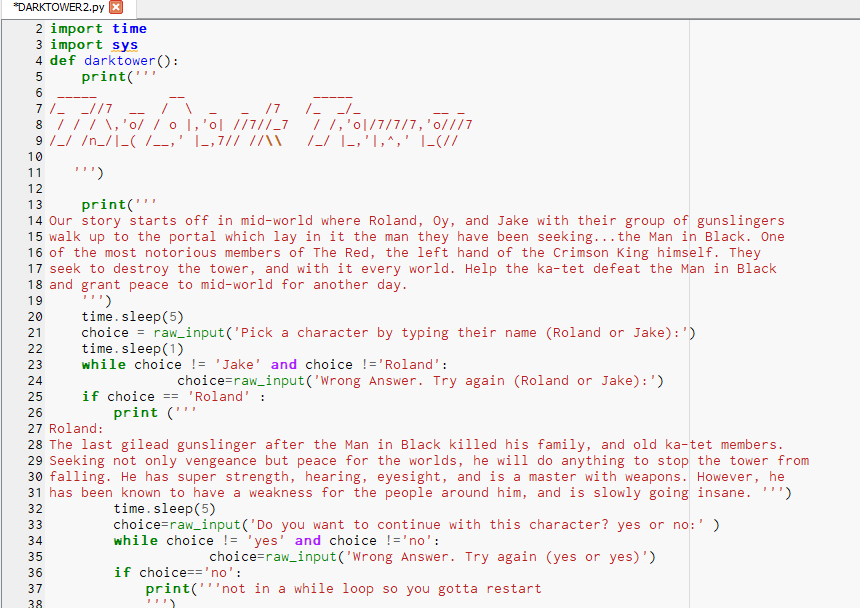 *DARKTOWER2.py
2 import time
3 import sys
4 def darktower():
5     print('''
6  _____         __                _____
7 /_  _//7  __  /  \  _   _  /7   /_  _/_          __ _
8  / / / \,'o/ / o |,'o| //7//_7   / /,'o|/7/7/7,'o///7
9 /_/ /n_/|_( /__,' |_,7// //\\   /_/ |_,'|,^,' |_(//
10
11    ''')
12
13     print('''
14 Our story starts off in mid-world where Roland, Oy, and Jake with their group of gunslingers
15 walk up to the portal which lay in it the man they have been seeking...the Man in Black. One
16 of the most notorious members of The Red, the left hand of the Crimson King himself. They
17 seek to destroy the tower, and with it every world. Help the ka-tet defeat the Man in Black
18 and grant peace to mid-world for another day.
19     ''')
20     time.sleep(5)
21     choice = raw_input('Pick a character by typing their name (Roland or Jake):')
22     time.sleep(1)
23     while choice != 'Jake' and choice !='Roland':
24                 choice=raw_input('Wrong Answer. Try again (Roland or Jake):')
25     if choice == 'Roland' :
26         print ('''
27 Roland:
28 The last gilead gunslinger after the Man in Black killed his family, and old ka-tet members.
29 Seeking not only vengeance but peace for the worlds, he will do anything to stop the tower from
30 falling. He has super strength, hearing, eyesight, and is a master with weapons. However, he
31 has been known to have a weakness for the people around him, and is slowly going insane. ''')
32         time.sleep(5)
33         choice=raw_input('Do you want to continue with this character? yes or no:' )
34         while choice != 'yes' and choice !='no':
35                     choice=raw_input('Wrong Answer. Try again (yes or yes)')
36         if choice=='no':
37             print('''not in a while loop so you gotta restart
38             ''')